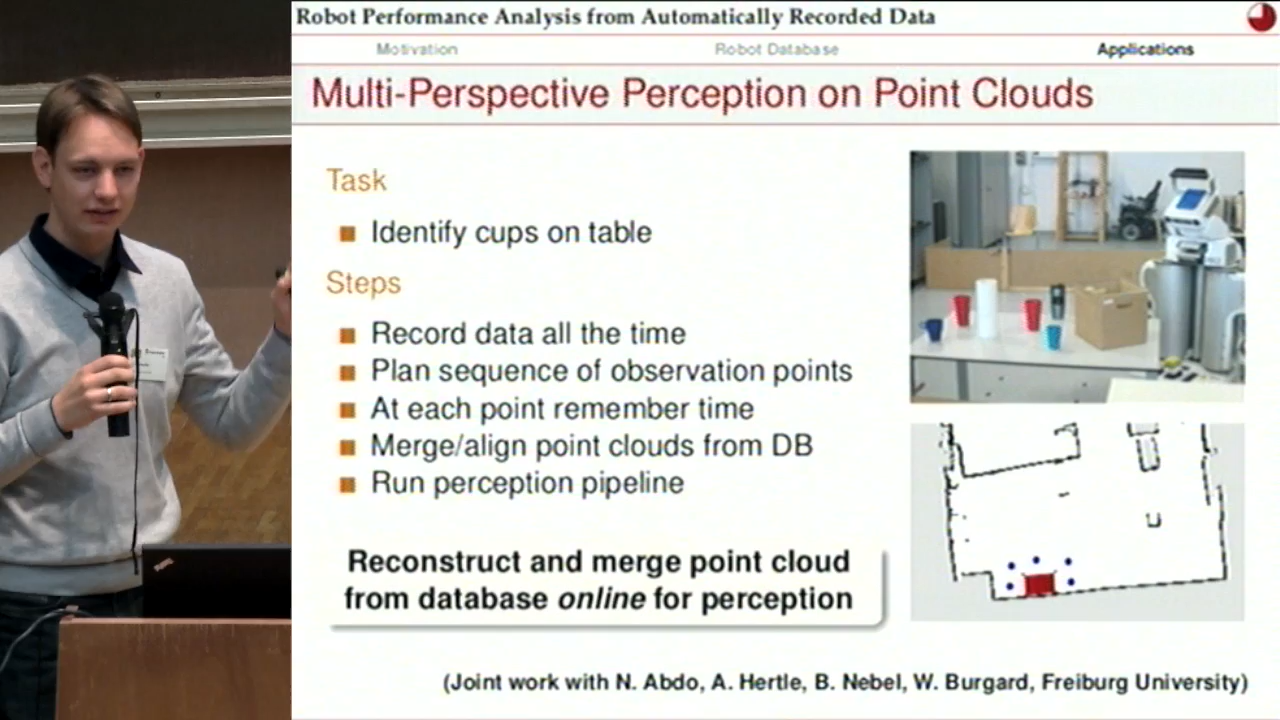 Robot Performance Analysis from Automatically Recorded Data
Motivation
Robot Database
Applications
Multi-Perspective Perception on Point Clouds
Task
Identify cups on table
Steps
Record data all the time
Plan sequence of observation points
At each point remember time
Merge/align point clouds from DB
Run perception pipeline
Reconstruct and merge point cloud
from database online for perception
(Joint work with N. Abdo, A. Hertle, B. Nebel, W. Burgard, Freiburg University)